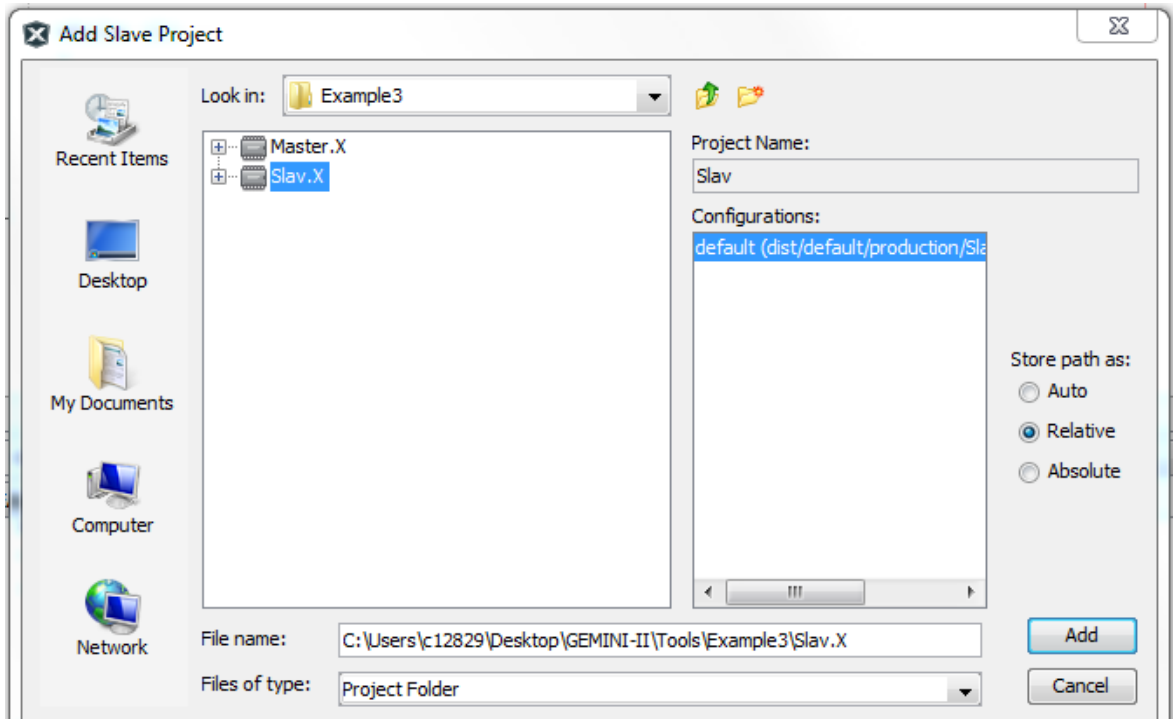 Add Slave Project
Look in: Example3
Recent Items
Desktop
My Documents
Computer
Network
Master.X
Slav.X
Project Name:
Slav
Configurations:
default (dist/default/production/Sla
Store path as:
Auto
Relative
Absolute
File name: C:\Users\c12829\Desktop\GEMINI-II\Tools\Example3\Slav.X
Add
Files of type: Project Folder
Cancel